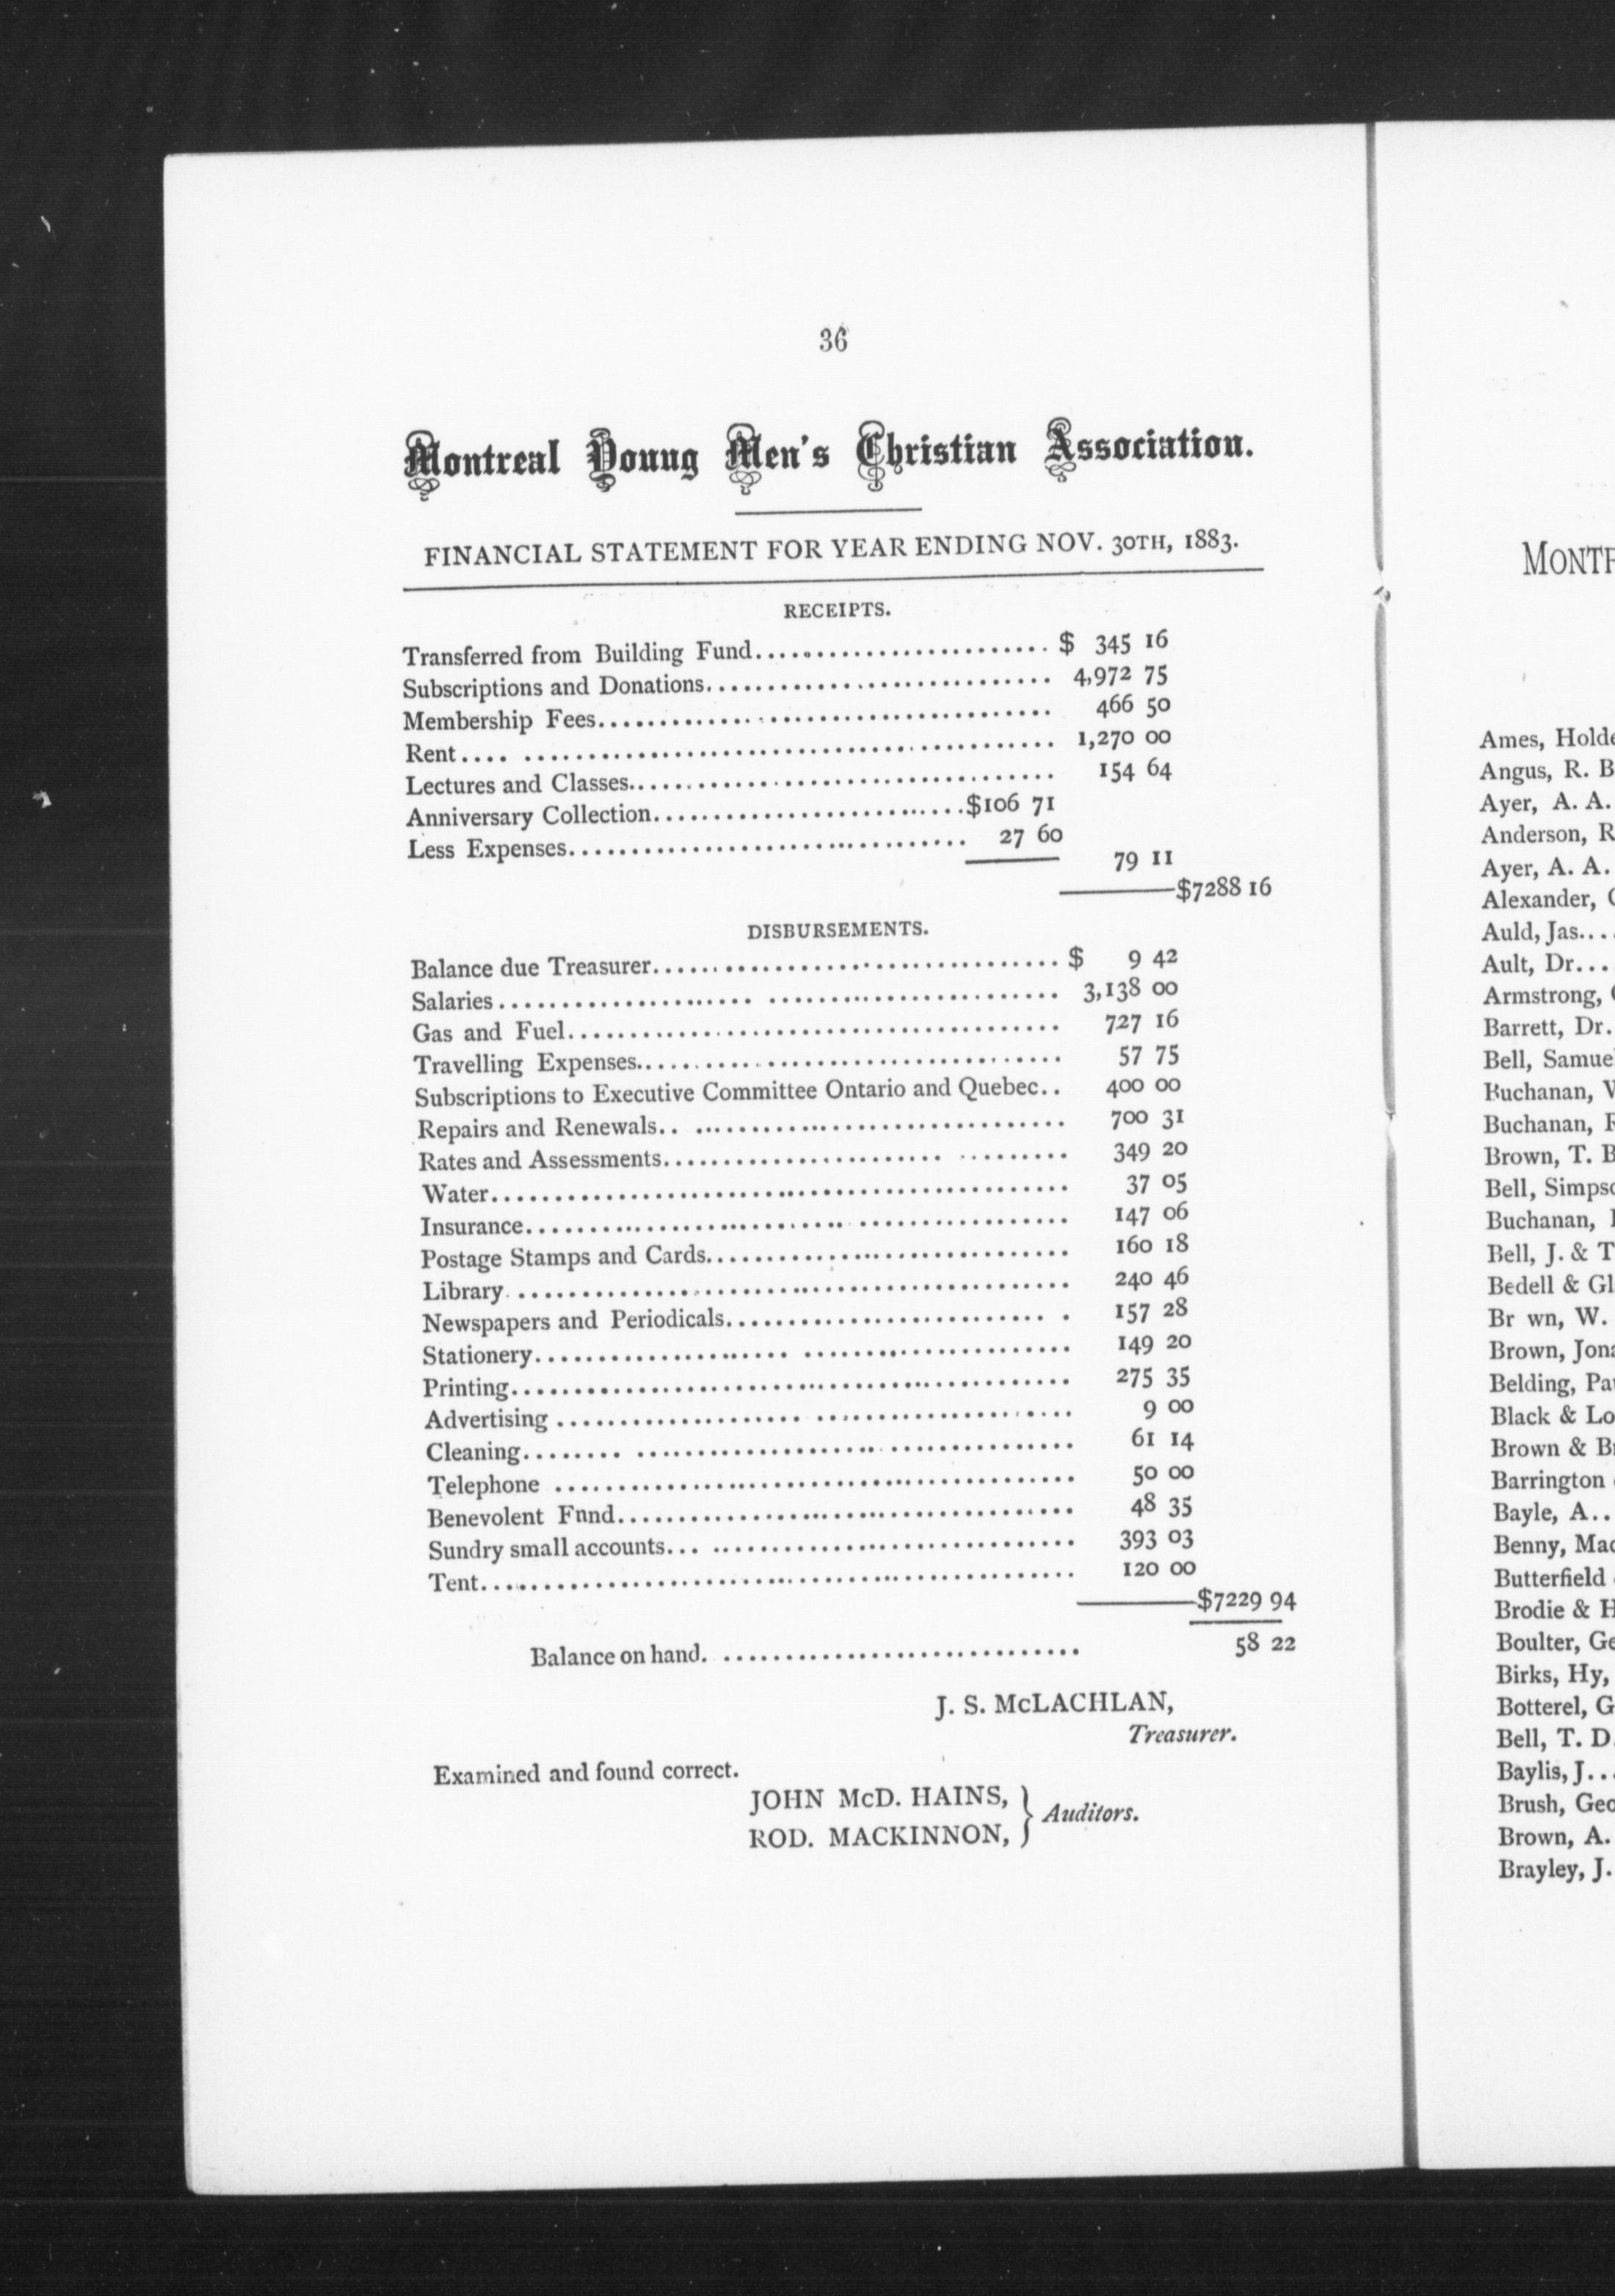 36
Montreal Young Men's Christian Association.
FINANCIAL STATEMENT FOR YEAR ENDING NOV. 30TH, 1883.
RECEIPTS.
Transferred from Building Fund........................ $ 345 16
Subscriptions and Donations........................... 4,972 75
Membership Fees................................... 466 50
Rent.... .................................. 1,270 00
Lectures and Classes................................. 154 64
Anniversary Collection........................$106 71
Less Expenses............................... 27 60
79 11
$7288 16
DISBURSEMENTS.
Balance due Treasurer................................ $ 9 42
Salaries.................... ....................... 3,138 00
Gas and Fuel....................................... 727 16
Travelling Expenses.................................. 57 75
Subscriptions to Executive Committee Ontario and Quebec.. 400 00
Repairs and Renewals.. .............................. 700 31
Rates and Assessments...................... ......... 349 20
Water............................................. 37 05
Insurance.......................................... 147 06
Postage Stamps and Cards............................. 160 18
Library. ........................................... 240 46
Newspapers and Periodicals.......................... . 157 28
Stationery.................... ...................... 149 20
Printing............................................ 275 35
Advertising .................... ..................... 9 00
Cleaning........ ................................... 61 14
Telephone ......................................... 50 00
Benevolent Fnnd.................................... 48 35
Sundry small accounts... ............................. 393 03
Tent............................................... 120 00
$7229 94
Balance on hand. ............................. 58 22
J. S. McLACHLAN,
Treasurer.
Examined and found correct.
JOHN McD. HAINS,
ROD. MACKINNON, } Auditors.
MONTR
Ames, Holde
Angus, R. B
Ayer, A. A.
Anderson, R
Ayer, A. A.
Alexander, C
Auld, Jas...
Ault, Dr...
Armstrong,
Barrett, Dr.
Bell, Samue
Buchanan, W
Buchanan, F
Brown, T. B
Bell, Simpso
Buchanan,
Bell, J. & T
Bedell & Gl
Br wn, W.
Brown, Jona
Belding, Pa
Black & Lo
Brown & Br
Barrington
Bayle, A..
Benny, Mac
Butterfield
Brodie & H
Boulter, Ge
Birks, Hy,
Botterel, G
Bell, T. D.
Baylis, J...
Brush, Geo
Brown, A.
Brayley, J.